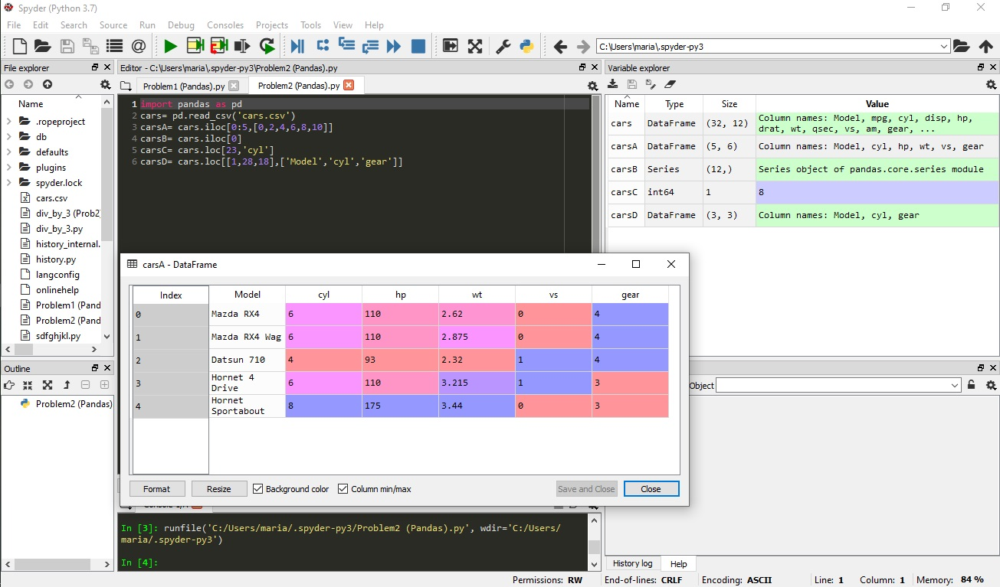 Spyder (Python 3.7)
File Edit Search Source Run Debug Consoles Projects Tools View Help
C:\Users\maria\.spyder-py3
File explorer
Name
.ropeproject
db
defaults
plugins
spyder.lock
cars.csv
div_by_3 (Prob2
div_by_3.py
history_internal.
history.py
langconfig
onlinehelp
Problem1 (Pand
Problem2 (Pand
sdfghjkl.py
Outline
Problem2 (Pandas)
Editor - C:\Users\maria\.spyder-py3\Problem2 (Pandas).py
Problem1 (Pandas).py Problem2 (Pandas).py
1 import pandas as pd
2 cars= pd.read_csv('cars.csv')
3 carsA= cars.iloc[0:5,[0,2,4,6,8,10]]
4 carsB= cars.iloc[0]
5 carsC= cars.loc[23,'cyl']
6 carsD= cars.loc[[1,28,18],['Model','cyl','gear']]
Variable explorer
Name Type Size Value
cars DataFrame (32, 12) Column names: Model, mpg, cyl, disp, hp,
drat, wt, qsec, vs, am, gear, ...
carsA DataFrame (5, 6) Column names: Model, cyl, hp, wt, vs, gear
carsB Series (12,) Series object of pandas.core.series module
carsC int64 1 8
carsD DataFrame (3, 3) Column names: Model, cyl, gear
carsA - DataFrame
Index Model cyl hp wt vs gear
0 Mazda RX4 6 110 2.62 0 4
1 Mazda RX4 Wag 6 110 2.875 0 4
2 Datsun 710 4 93 2.32 1 4
3 Hornet 4
Drive 6 110 3.215 1 3
4 Hornet
Sportabout 8 175 3.44 0 3
Format Resize Background color Column min/max Save and Close Close
Object
In [3]: runfile('C:/Users/maria/.spyder-py3/Problem2 (Pandas).py', wdir='C:/Users/
maria/.spyder-py3')
In [4]:
History log Help
Permissions: RW End-of-lines: CRLF Encoding: ASCII Line: 1 Column: 1 Memory: 84 %